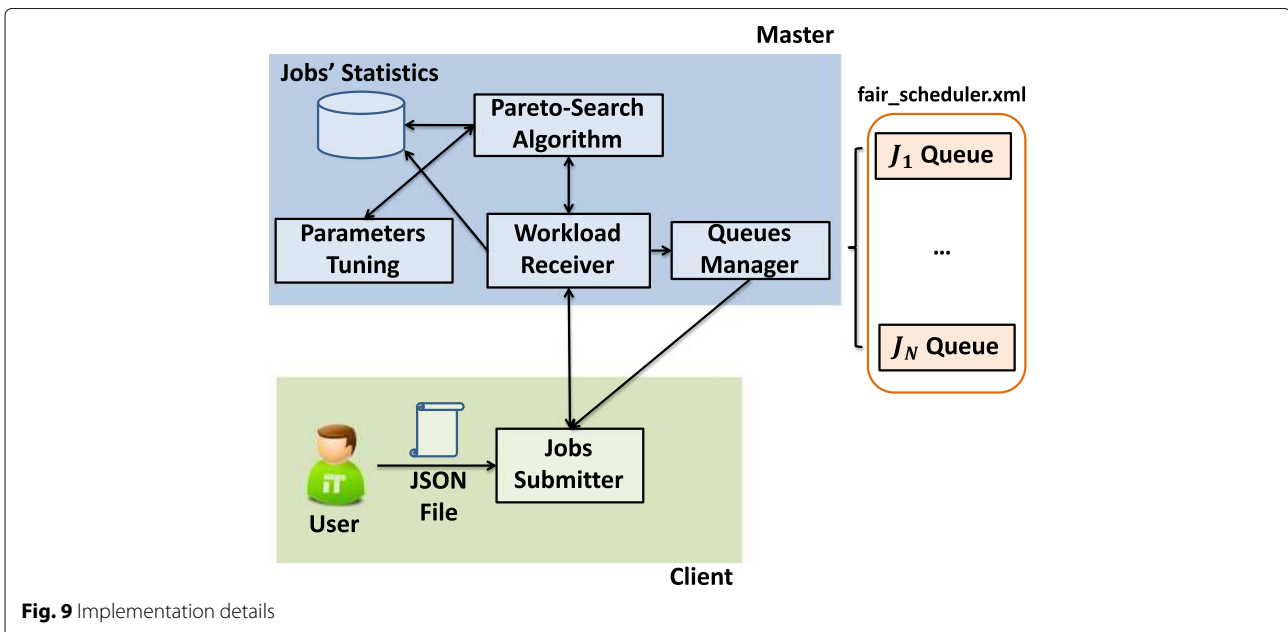 Master
Jobs' Statistics
fair_scheduler.xml
Pareto-Search
Algorithm
J1 Queue
Parameters
Tuning
Workload
Receiver
Queues
Manager
...
JN Queue
iT
User
JSON
File
Jobs
Submitter
Client
Fig. 9 Implementation details